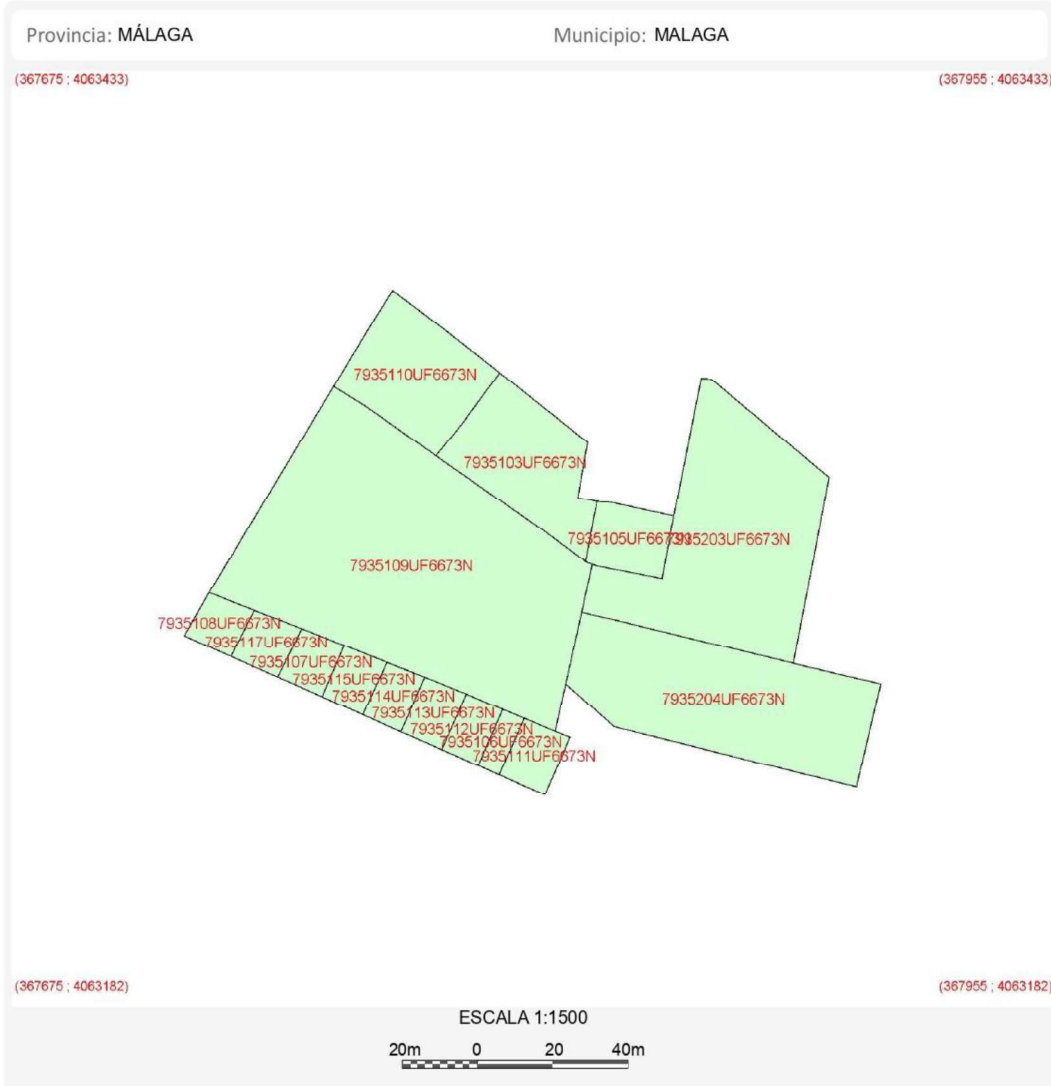 Provincia: MÁLAGA Municipio: MALAGA
(367675 ; 4063433) (367955 ; 4063433)
7935110UF6673N
7935103UF6673N
7935105UF6673N 7935203UF6673N
7935109UF6673N
7935108UF6673N
7935117UF6673N
7935107UF6673N
7935115UF6673N
7935114UF6673N
7935204UF6673N
7935113UF6673N
7935112UF6673N
7935106UF6673N
7935111UF6673N
(367675 ; 4063182) (367955 ; 4063182)
ESCALA 1:1500
20m 0 20 40m